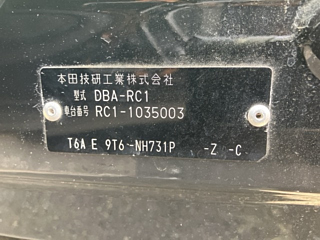 本田技研工業株式会社
型式 DBA-RC1
車台番号 RC1-1035003
T6A E 9T6-NH731P -Z -C